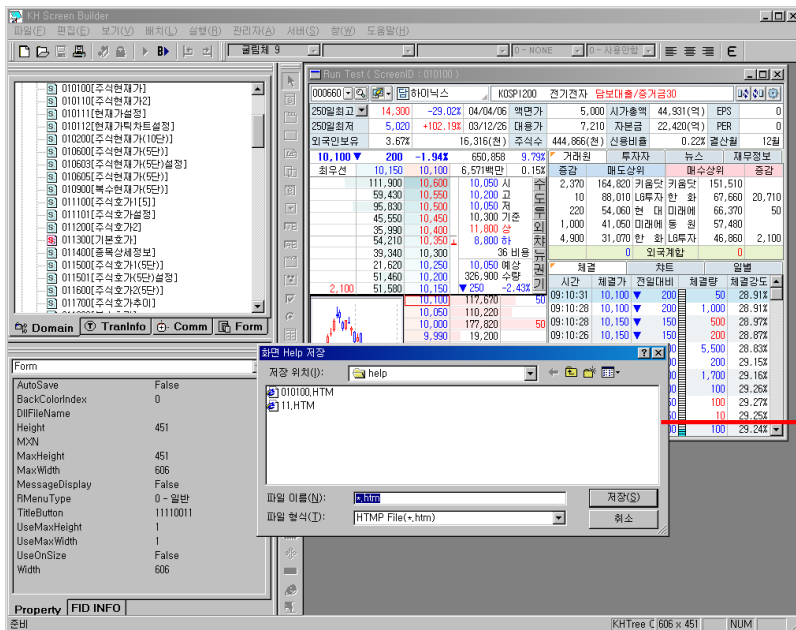 KH Screen Builder
파일(F) 편집(E) 보기(V) 배치(L) 실행(R) 관리자(A) 서버(S) 창(W) 도움말(H)
굴림체 9 0 - NONE 0 - 사용안함 E
010100[주식현재가]
010110[주식현재가2]
010111[현재가설정]
010112[현재가틱차트설정]
010200[주식현재가(10단)]
010600[주식현재가(5단)]
010603[주식현재가(5단)설정]
010605[주식현재가(5단)]
010900[복수현재가(5단)]
011100[주식호가1[5]]
011101[주식호가설정]
011200[주식호가2]
011300[기본호가]
011400[종목상세정보]
011500[주식호가1(5단)]
011501[주식호가(5단)설정]
011600[주식호가2(5단)]
011700[주식호가추이]
Domain TranInfo Comm Form
Form
AutoSave False
BackColorIndex 0
DllFileName
Height 451
MXN
MaxHeight 451
MaxWidth 606
MessageDisplay False
RMenuType 0 - 일반
TitleButton 11110011
UseMaxHeight 1
UseMaxWidth 1
UseOnSize False
Width 606
Property FID INFO
Run Test ( ScreenID : 010100 )
000660 하이닉스 KOSPI200 전기전자 담보대출/증거금30
250일최고 14,300 -29.02% 04/04/06 액면가 5,000 시가총액 44,931(억) EPS 0
250일최저 5,020 +102.19% 03/12/26 대용가 7,210 자본금 22,420(억) PER 0
외국인보유 3.67% 16,316(천) 주식수 444,866(천) 신용비율 0.22% 결산월 12월
10,100 ▼ 200 -1.94% 650,858 9.79% 거래원 투자자 뉴스 재무정보
최우선 10,150 10,100 6,571백만 0.15% 증감 매도상위 매수상위 증감
111,900 10,600 10,050 시 수 2,370 164,820 키움닷 키움닷 151,510
59,430 10,550 10,200 고 도 10 88,010 LG투자 한 화 67,660 20,710
95,830 10,500 10,050 저 투 220 54,060 현 대 미래에 66,370 50
45,550 10,450 10,300 기준 외 1,000 41,050 미래에 동 원 57,480
35,990 10,400 11,800 상 4,900 31,070 한 화 LG투자 46,860 2,100
54,210 10,350 8,800 하 차 0 외국계합 0
39,340 10,300 36 비용 뉴 체결 차트 일별
21,620 10,250 10,050 예상 권 시간 체결가 전일대비 체결량 체결강도
51,460 10,200 326,900 수량 기 09:10:31 10,100 ▼ 200 50 28.91%
2,100 51,580 10,150 ▼ 250 -2.43% 09:10:28 10,100 ▼ 200 1,000 28.91%
10,100 117,670 50 09:10:28 10,150 ▼ 150 500 28.97%
10,050 110,220
10,000 177,820 50 09:10:26 10,150 ▼ 150 200 28.87%
9,990 19,200
5,500 28.83%
200 29.15%
1,700 29.16%
100 29.26%
100 29.27%
10 29.25%
100 29.24%
화면 Help 저장
저장 위치(I): help
010100.HTM
11.HTM
파일 이름(N): *.htm 저장(S)
파일 형식(T): HTMP File(*.htm) 취소
준비 KHTree C 606 x 451 NUM